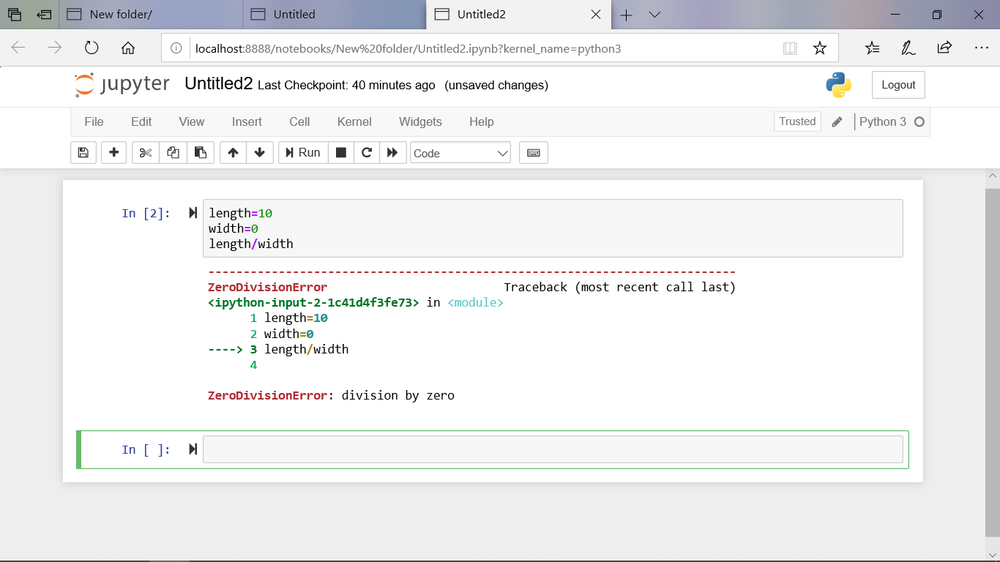 New folder/ Untitled Untitled2
localhost:8888/notebooks/New%20folder/Untitled2.ipynb?kernel_name=python3
jupyter Untitled2 Last Checkpoint: 40 minutes ago (unsaved changes) Logout
File Edit View Insert Cell Kernel Widgets Help Trusted Python 3
Run Code
In [2]: length=10
width=0
length/width
---------------------------------------------------------------------------
ZeroDivisionError Traceback (most recent call last)
<ipython-input-2-1c41d4f3fe73> in <module>
1 length=10
2 width=0
----> 3 length/width
4
ZeroDivisionError: division by zero
In [ ]: